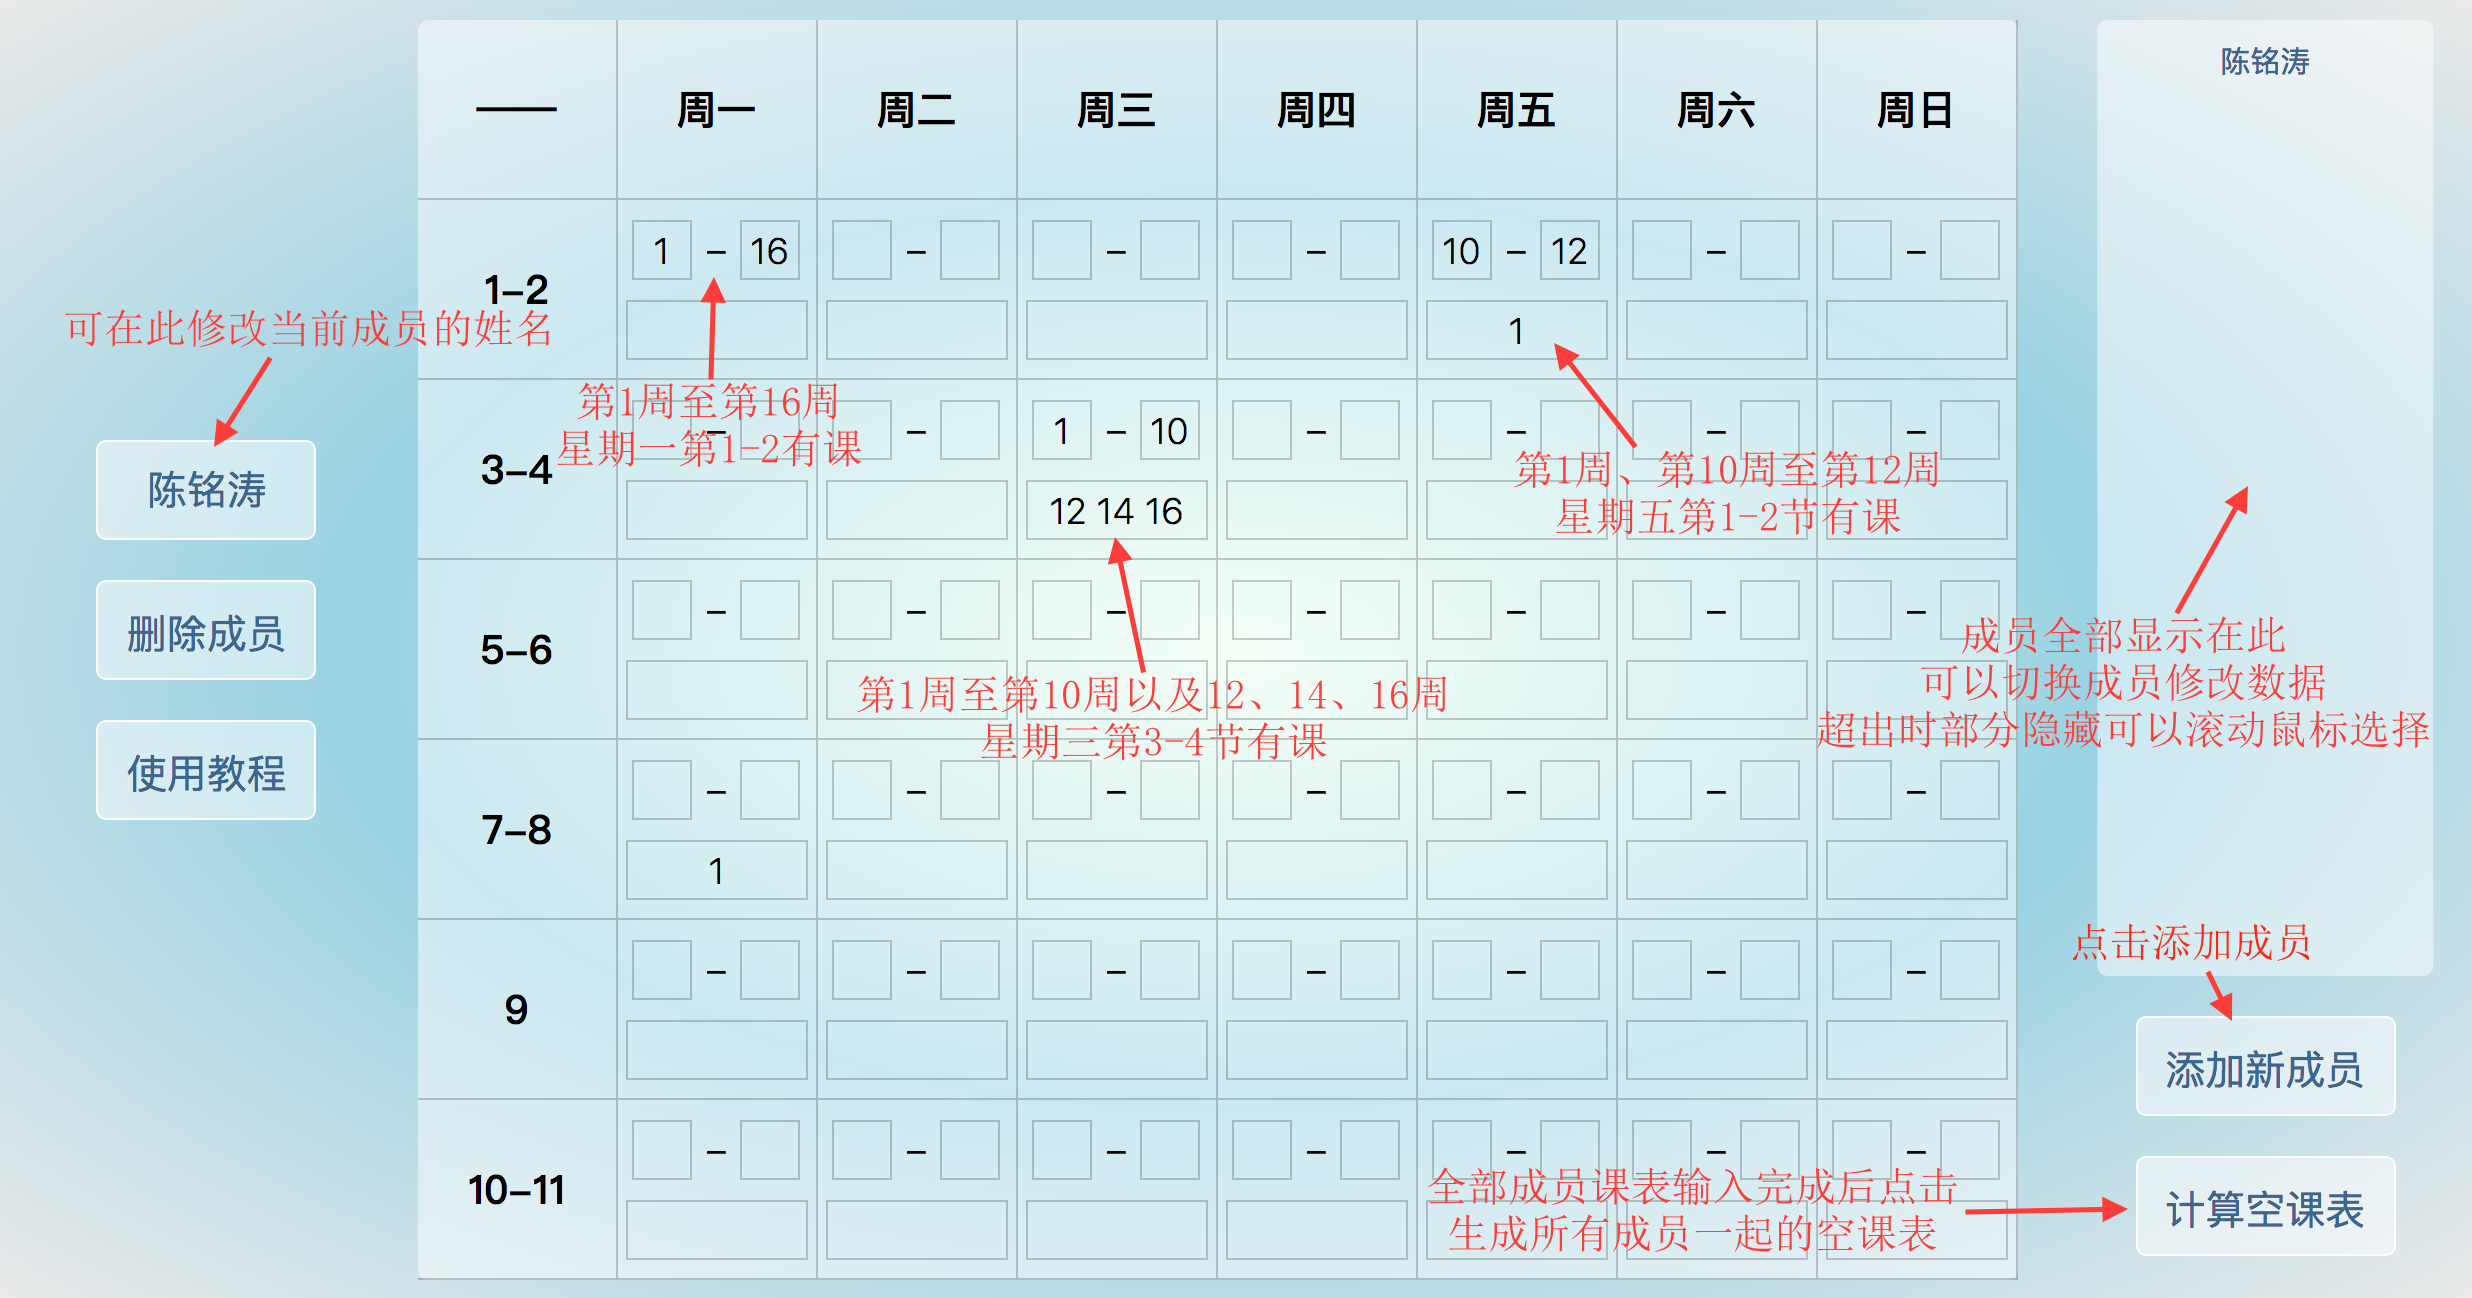 —— 周一 周二 周三 周四 周五 周六 周日
陈铭涛
1-2
1 - 16
-
-
-
10 - 12
-
-
1
可在此修改当前成员的姓名
第1周至第16周
星期一第1-2有课
第1周、第10周至第12周
星期五第1-2节有课
陈铭涛
删除成员
使用教程
3-4
-
-
1 - 10
-
-
-
-
12 14 16
第1周至第10周以及12、14、16周
星期三第3-4节有课
成员全部显示在此
可以切换成员修改数据
超出时部分隐藏可以滚动鼠标选择
5-6
-
-
-
-
-
-
-
7-8
-
-
-
-
-
-
-
1
9
-
-
-
-
-
-
-
点击添加成员
添加新成员
10-11
-
-
-
-
-
-
-
全部成员课表输入完成后点击
生成所有成员一起的空课表
计算空课表